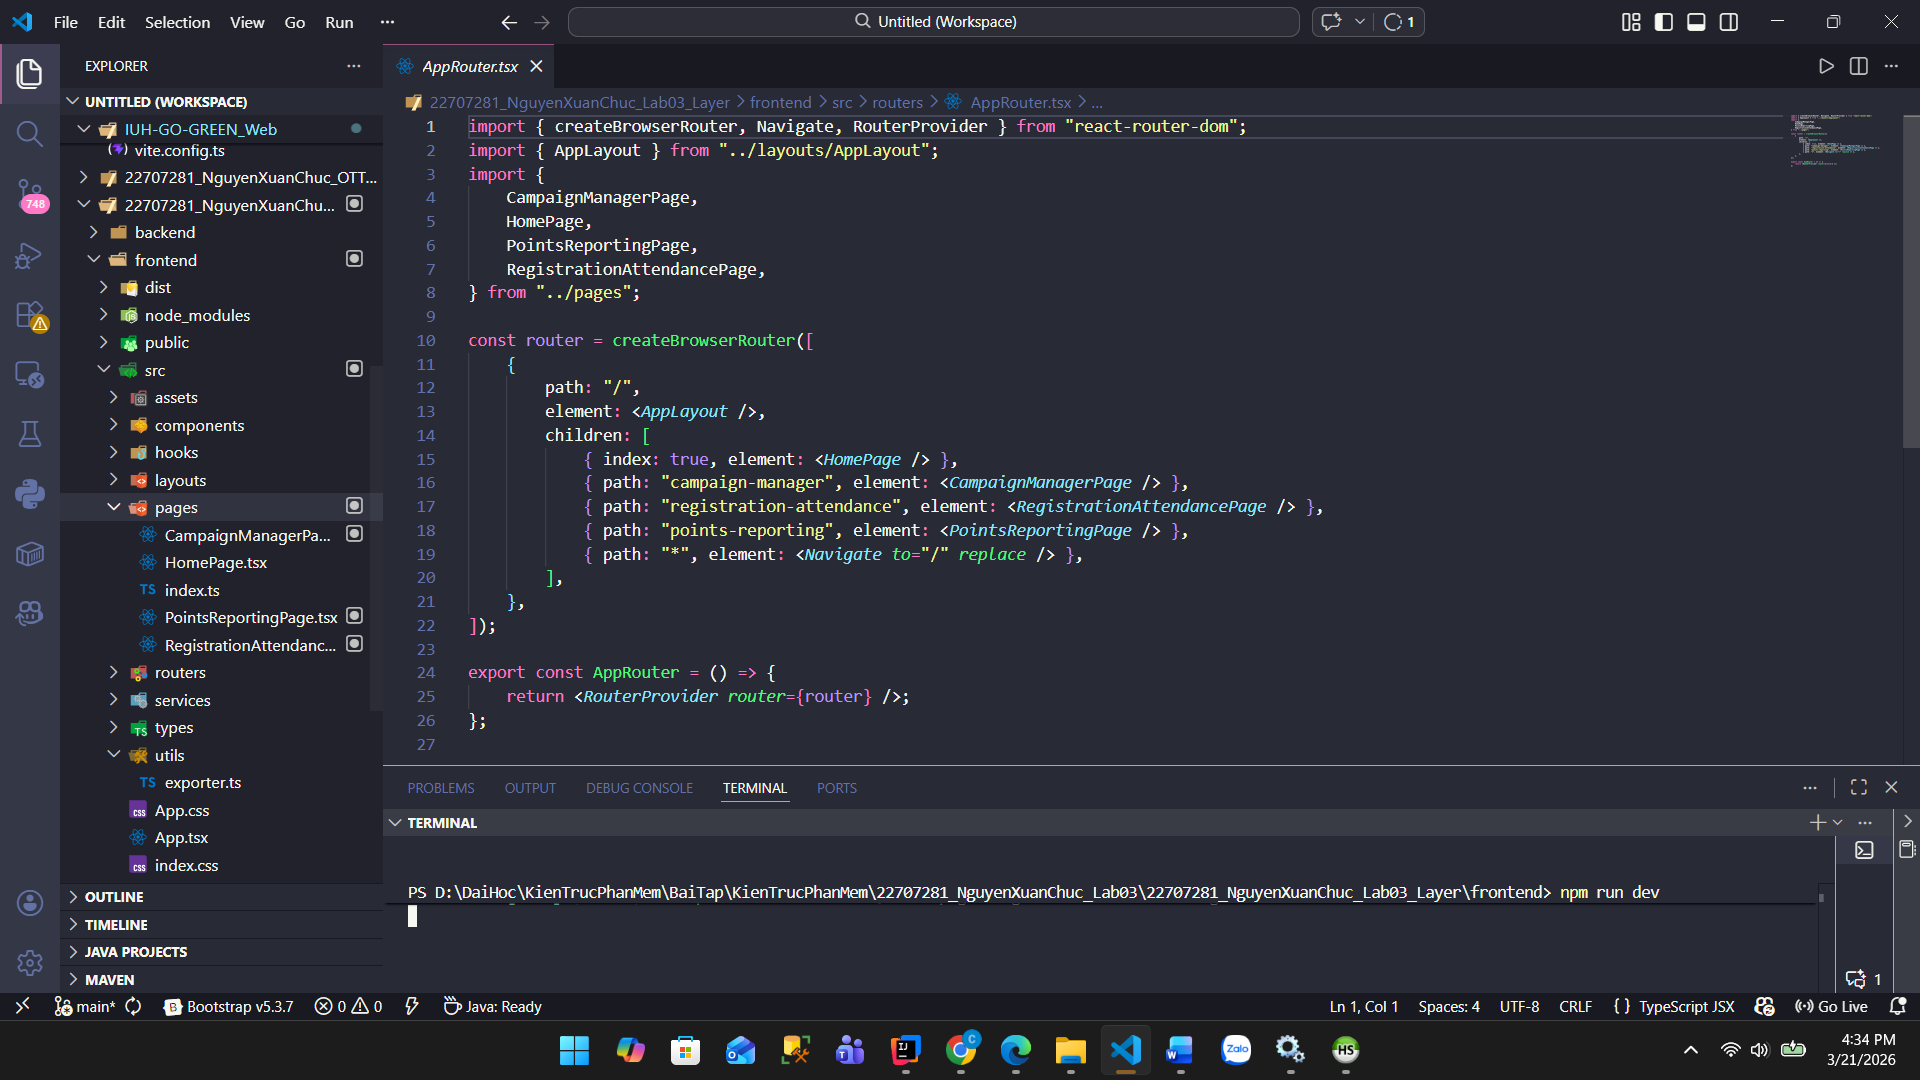 File Edit Selection View Go Run ···
Untitled (Workspace)
1
EXPLORER
UNTITLED (WORKSPACE)
IUH-GO-GREEN_Web
vite.config.ts
22707281_NguyenXuanChuc_OTT...
22707281_NguyenXuanChu...
backend
frontend
dist
node_modules
public
src
assets
components
hooks
layouts
pages
CampaignManagerPa...
HomePage.tsx
TS index.ts
PointsReportingPage.tsx
RegistrationAttendanc...
routers
services
types
utils
TS exporter.ts
App.css
App.tsx
index.css
OUTLINE
TIMELINE
JAVA PROJECTS
MAVEN
748
AppRouter.tsx
22707281_NguyenXuanChuc_Lab03_Layer > frontend > src > routers > AppRouter.tsx > ...
1 import { createBrowserRouter, Navigate, RouterProvider } from "react-router-dom";
2 import { AppLayout } from "../layouts/AppLayout";
3 import {
4 CampaignManagerPage,
5 HomePage,
6 PointsReportingPage,
7 RegistrationAttendancePage,
8 } from "../pages";
9
10 const router = createBrowserRouter([
11 {
12 path: "/",
13 element: <AppLayout />,
14 children: [
15 { index: true, element: <HomePage /> },
16 { path: "campaign-manager", element: <CampaignManagerPage /> },
17 { path: "registration-attendance", element: <RegistrationAttendancePage /> },
18 { path: "points-reporting", element: <PointsReportingPage /> },
19 { path: "*", element: <Navigate to="/" replace /> },
20 ],
21 },
22 ]);
23
24 export const AppRouter = () => {
25 return <RouterProvider router={router} />;
26 };
27
PROBLEMS OUTPUT DEBUG CONSOLE TERMINAL PORTS
TERMINAL
PS D:\DaiHoc\KienTrucPhanMem\BaiTap\KienTrucPhanMem\22707281_NguyenXuanChuc_Lab03\22707281_NguyenXuanChuc_Lab03_Layer\frontend> npm run dev
1
main* Bootstrap v5.3.7 0 0 Java: Ready
Ln 1, Col 1 Spaces: 4 UTF-8 CRLF { } TypeScript JSX Go Live
4:34 PM
3/21/2026